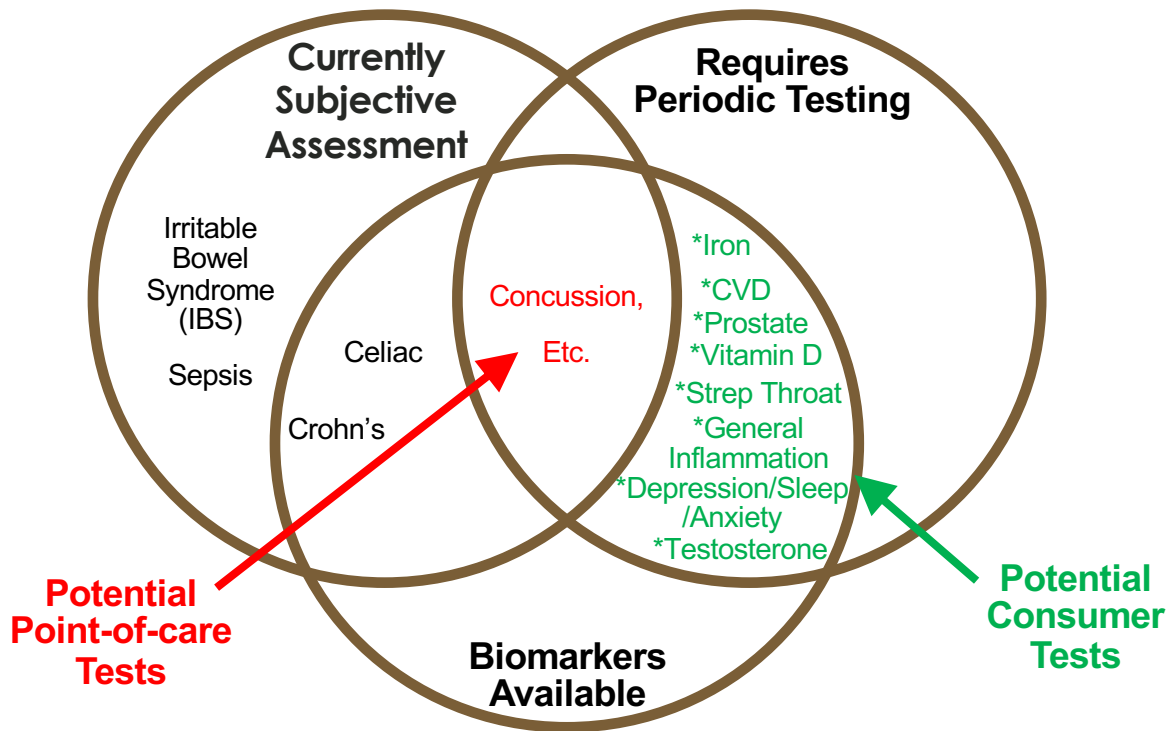 Currently
Subjective
Assessment
Requires
Periodic Testing
Irritable
Bowel
Syndrome
(IBS)
Sepsis
Celiac
Crohn’s
Concussion,
Etc.
*Iron
*CVD
*Prostate
*Vitamin D
*Strep Throat
*General
Inflammation
*Depression/Sleep
/Anxiety
*Testosterone
Potential
Point-of-care
Tests
Biomarkers
Available
Potential
Consumer
Tests